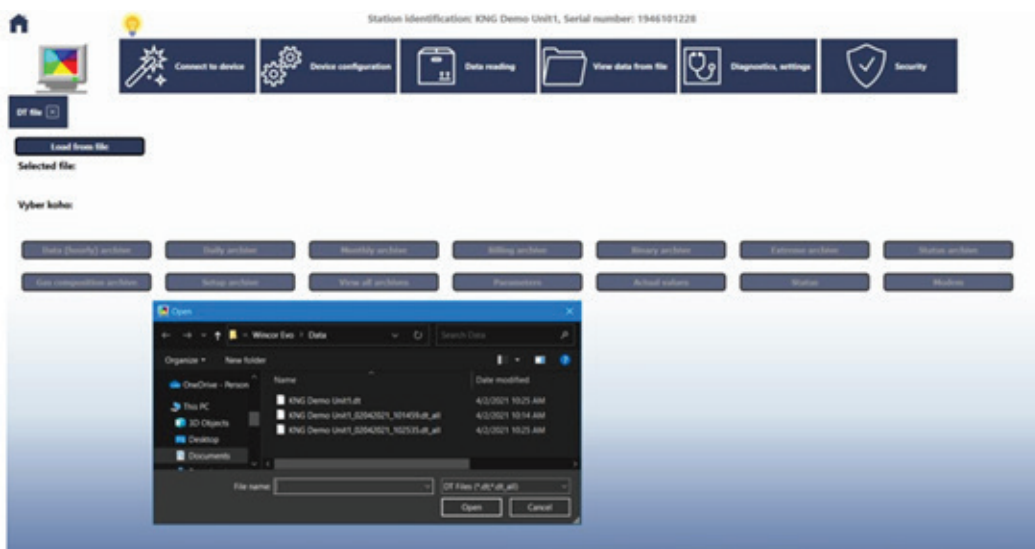 Station identification: KNG Demo Unit1, Serial number: 1946101228
Connect to device
Device configuration
Data reading
View data from file
Diagnostics, settings
Security
DT file
Load from file
Selected file:
Vyber koho:
Data (hourly) archive
Daily archive
Monthly archive
Billing archive
Binary archive
Extreme archive
Status archive
Gas composition archive
Setup archive
View all archives
Parameters
Actual values
Status
Modem
Open
Wincor Evo > Data
Search Data
Organize
New folder
Name
Date modified
OneDrive - Person
This PC
3D Objects
Desktop
Documents
KNG Demo Unit1.dt
4/2/2021 10:25 AM
KNG Demo Unit1_02042021_101459.dt_all
4/2/2021 10:14 AM
KNG Demo Unit1_02042021_102535.dt_all
4/2/2021 10:25 AM
File name:
DT Files (*.dt;*.dt_all)
Open
Cancel